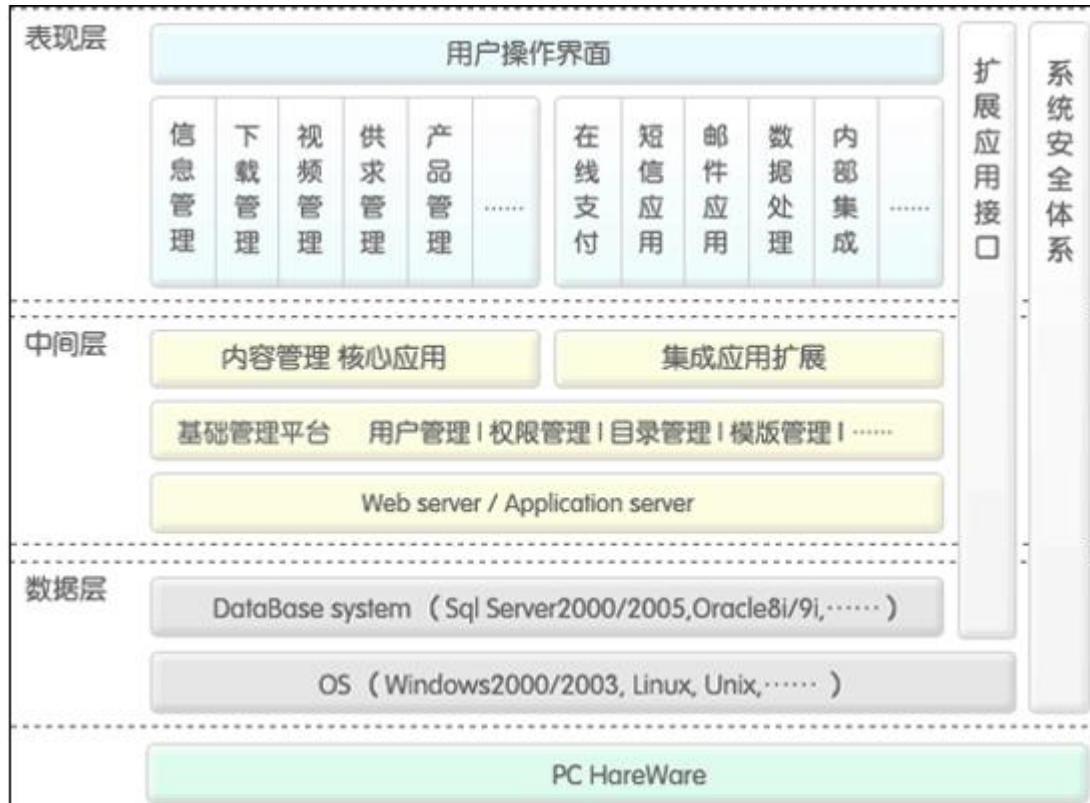 表现层
用户操作界面
信息管理
下载管理
视频管理
供求管理
产品管理
……
在线支付
短信应用
邮件应用
数据处理
内部集成
……
扩展应用接口
系统安全体系
中间层
内容管理 核心应用
集成应用扩展
基础管理平台 用户管理 | 权限管理 | 目录管理 | 模版管理 | ……
Web server / Application server
数据层
DataBase system （Sql Server2000/2005,Oracle8i/9i,……）
OS （Windows2000/2003, Linux, Unix,……）
PC HareWare